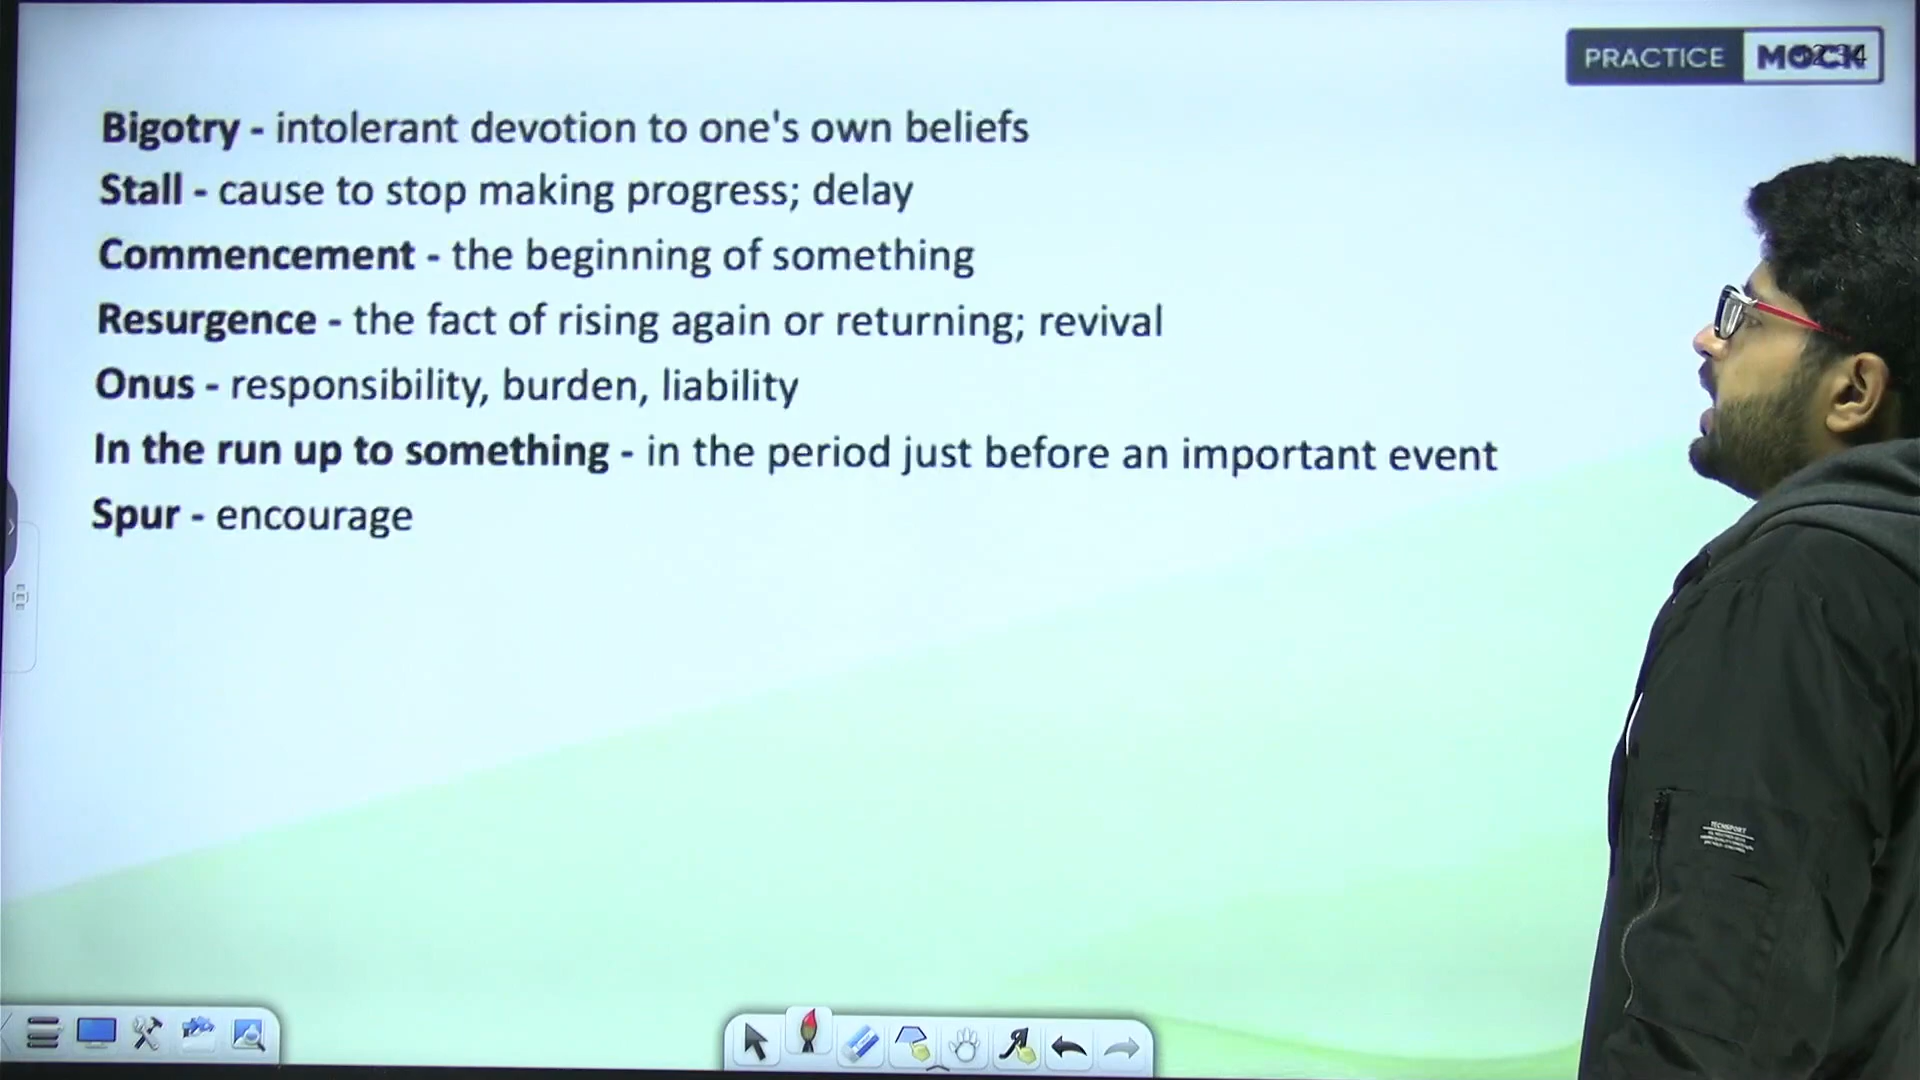 PRACTICE MOCK
Bigotry - intolerant devotion to one's own beliefs
Stall - cause to stop making progress; delay
Commencement - the beginning of something
Resurgence - the fact of rising again or returning; revival
Onus - responsibility, burden, liability
In the run up to something - in the period just before an important event
Spur - encourage
TECHSPORT